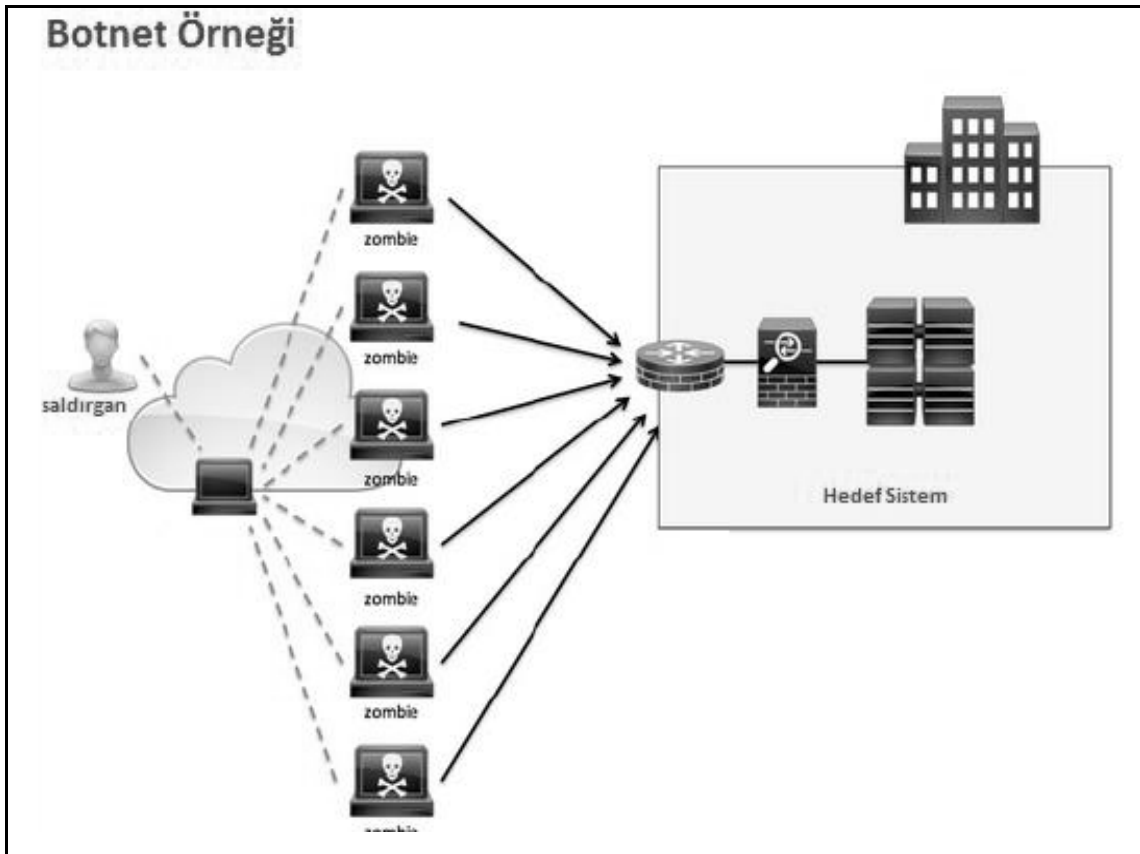 Botnet Örneği
zombie
zombie
saldırgan
zombie
zombie
Hedef Sistem
zombie
zombie